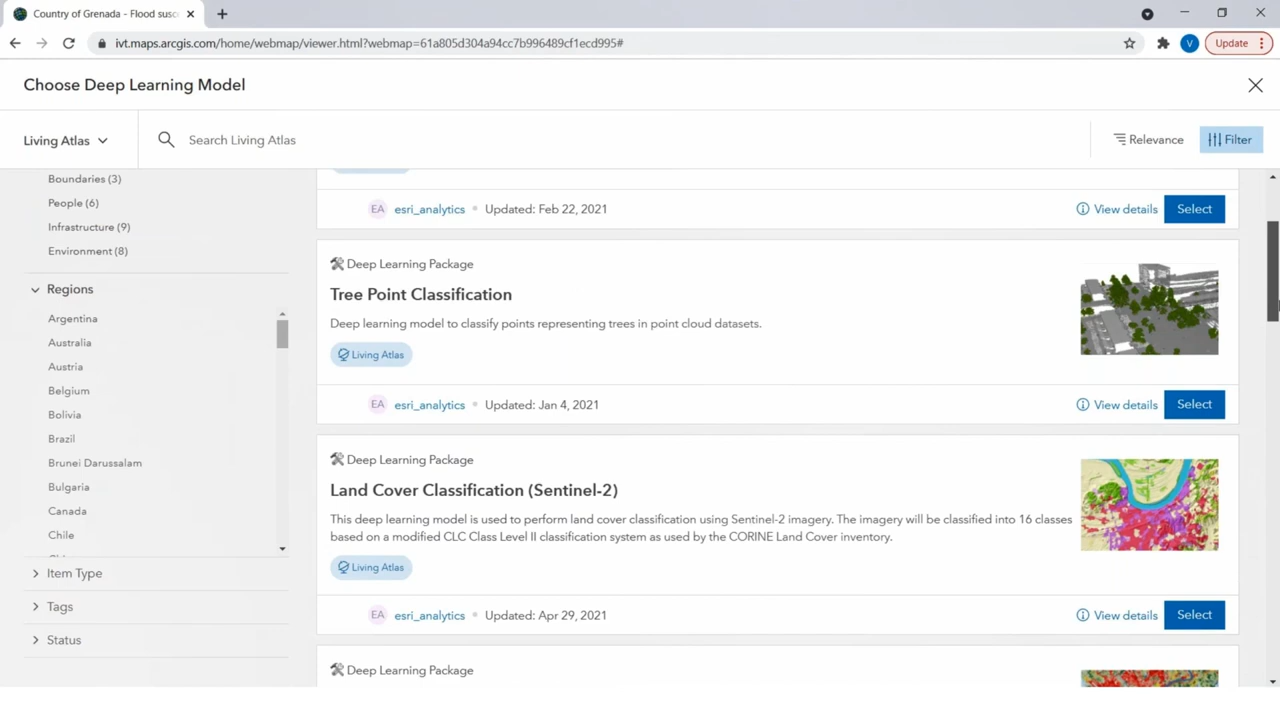 Country of Grenada - Flood susc
ivt.maps.arcgis.com/home/webmap/viewer.html?webmap=61a805d304a94cc7b996489cf1ecd995#
V
Update
Choose Deep Learning Model
Living Atlas
Search Living Atlas
Relevance
Filter
Boundaries (3)
People (6)
Infrastructure (9)
Environment (8)
Regions
Argentina
Australia
Austria
Belgium
Bolivia
Brazil
Brunei Darussalam
Bulgaria
Canada
Chile
Item Type
Tags
Status
EA esri_analytics • Updated: Feb 22, 2021
View details
Select
Deep Learning Package
Tree Point Classification
Deep learning model to classify points representing trees in point cloud datasets.
Living Atlas
EA esri_analytics • Updated: Jan 4, 2021
View details
Select
Deep Learning Package
Land Cover Classification (Sentinel-2)
This deep learning model is used to perform land cover classification using Sentinel-2 imagery. The imagery will be classified into 16 classes
based on a modified CLC Class Level II classification system as used by the CORINE Land Cover inventory.
Living Atlas
EA esri_analytics • Updated: Apr 29, 2021
View details
Select
Deep Learning Package